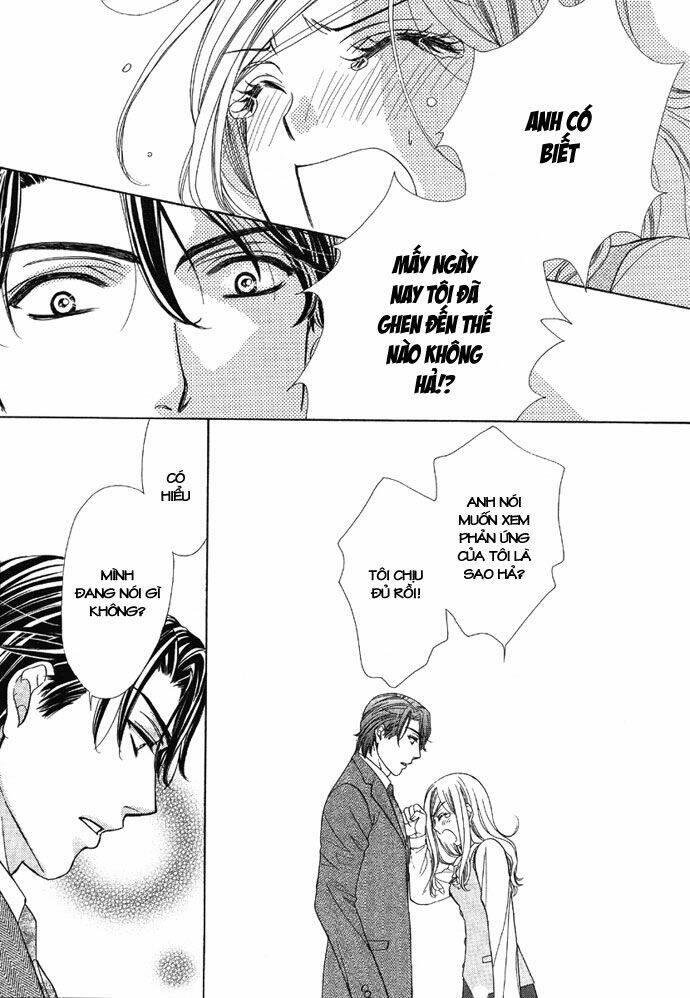 ANH CÓ
BIẾT
MẤY NGÀY
NAY TÔI ĐÃ
GHEN ĐẾN THẾ
NÀO KHÔNG
HẢ!?
ANH NÓI
MUỐN XEM
PHẢN ỨNG
CỦA TÔI LÀ
SAO HẢ?
TÔI CHỊU
ĐỦ RỒI!
CÓ
HIỂU
MÌNH
ĐANG NÓI GÌ
KHÔNG?